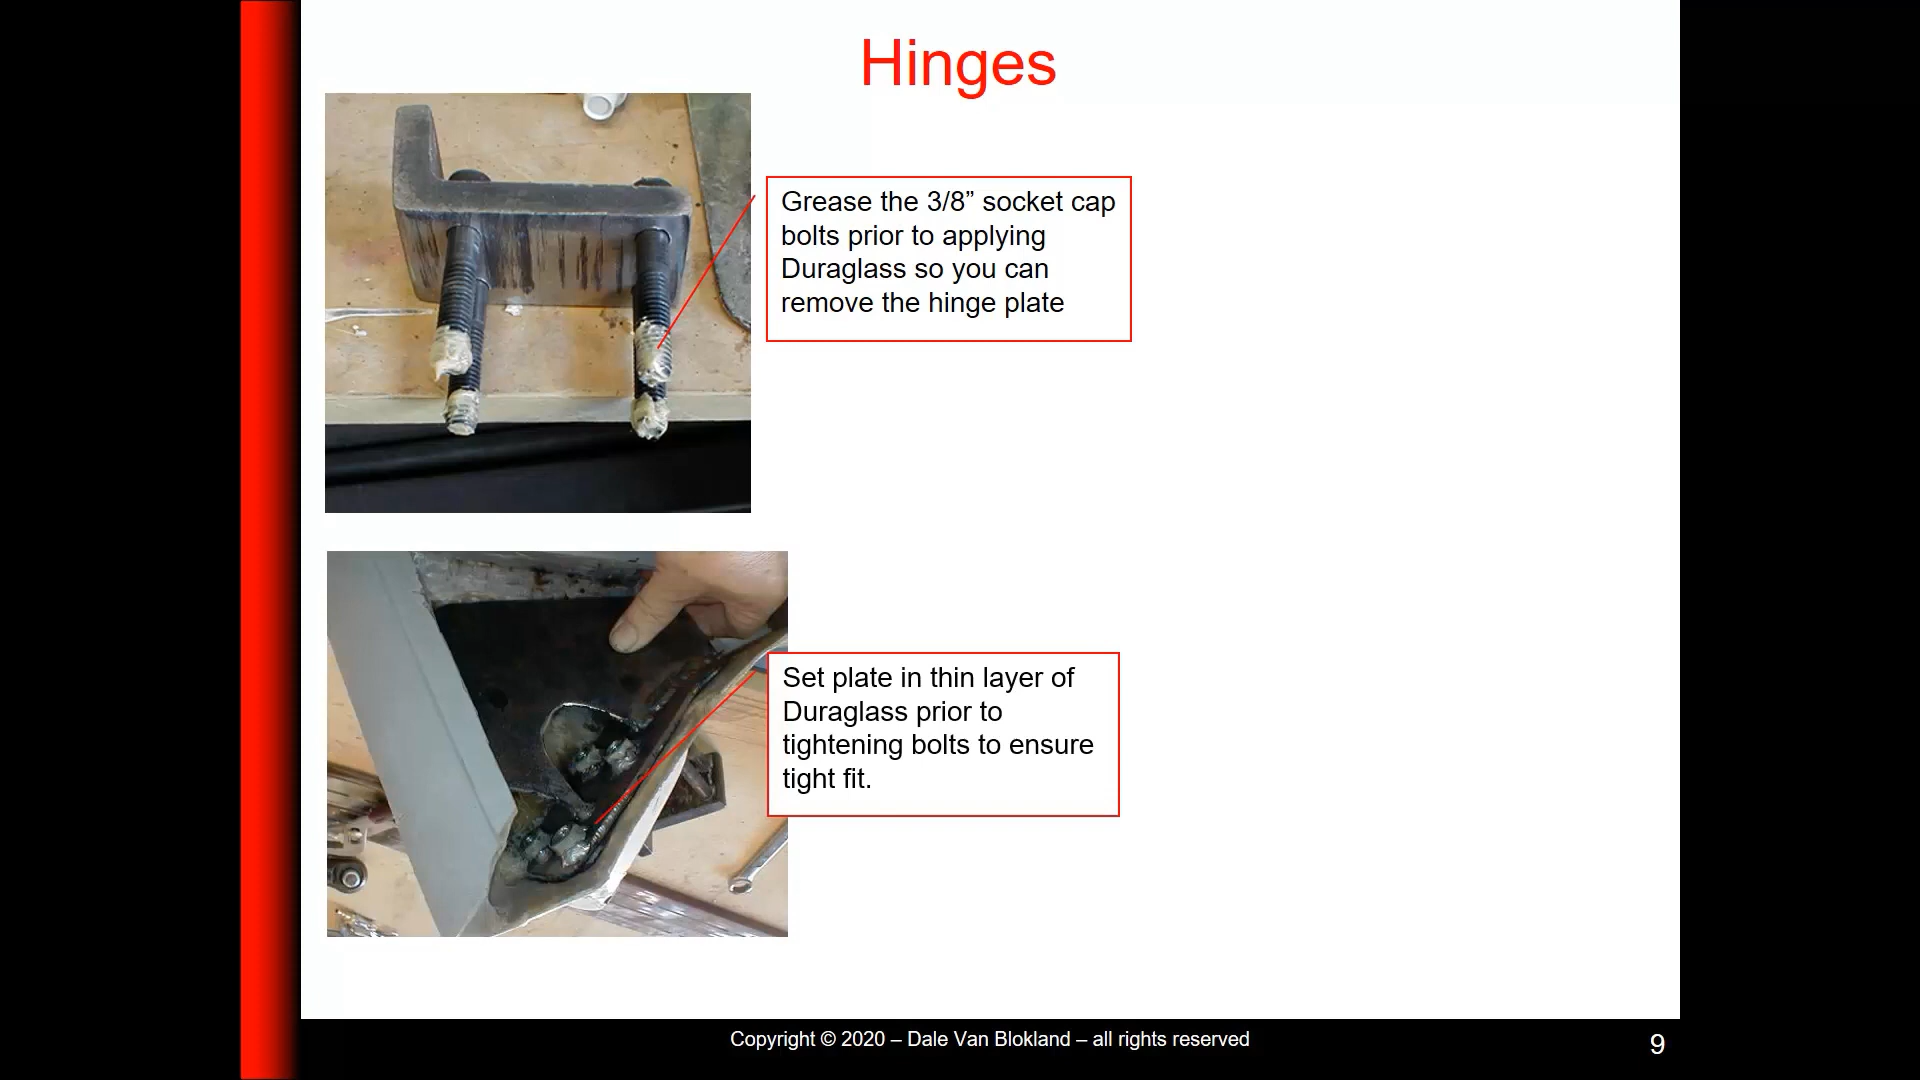 Hinges
Grease the 3/8” socket cap
bolts prior to applying
Duraglass so you can
remove the hinge plate
Set plate in thin layer of
Duraglass prior to
tightening bolts to ensure
tight fit.
Copyright © 2020 – Dale Van Blokland – all rights reserved
9